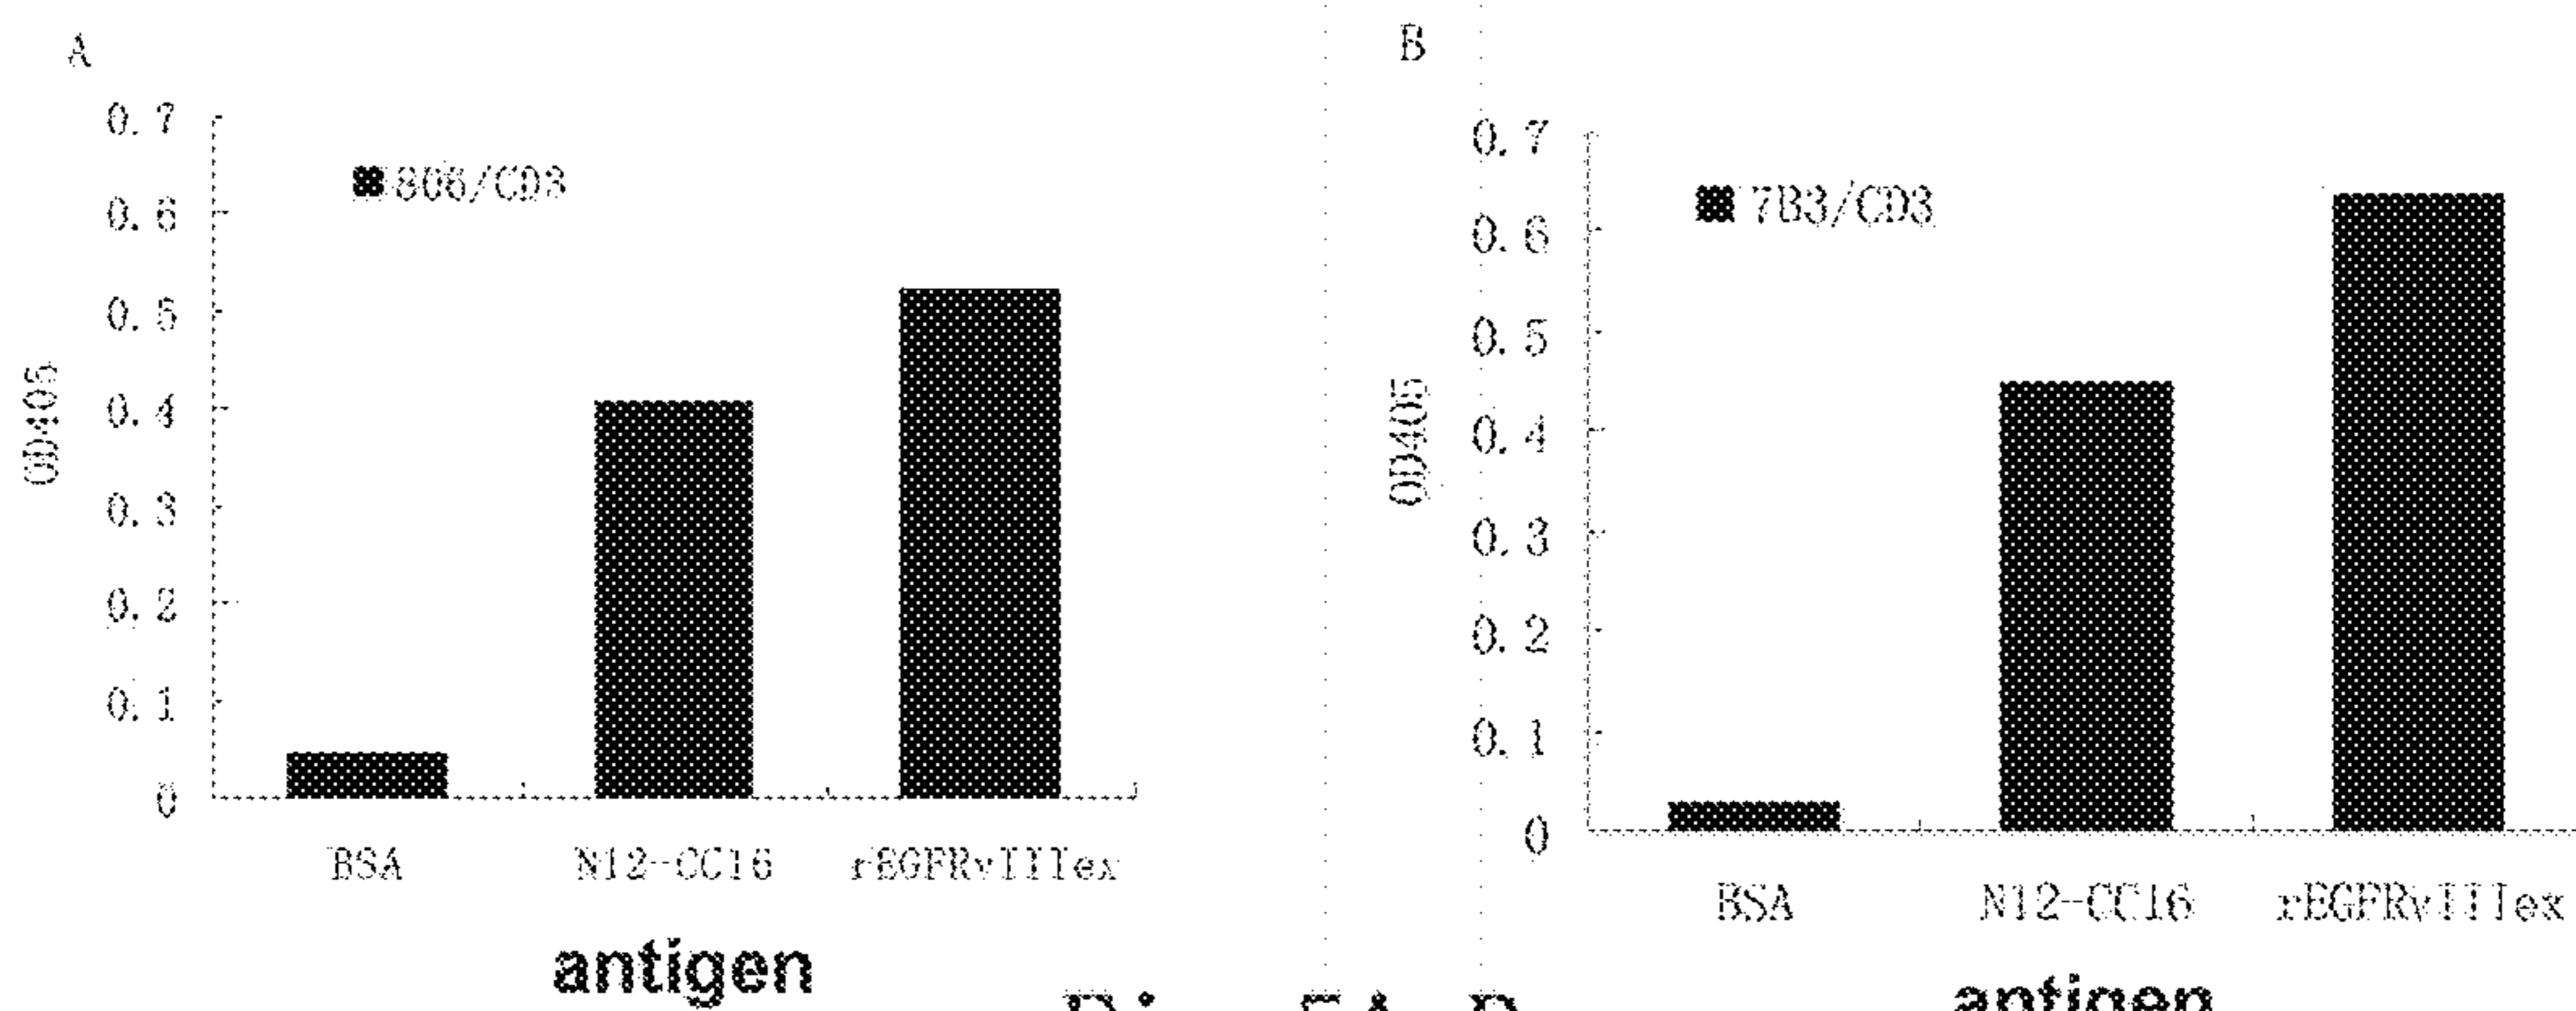 A
0.7
0.6
0.5
0.4
0.3
0.2
0.1
0
OD405
806/CD3
BSA
N12-CC16
rEGFRvIIIex
antigen
B
0.7
0.6
0.5
0.4
0.3
0.2
0.1
0
OD405
7B3/CD3
BSA
N12-CC16
rEGFRvIIIex
antigen